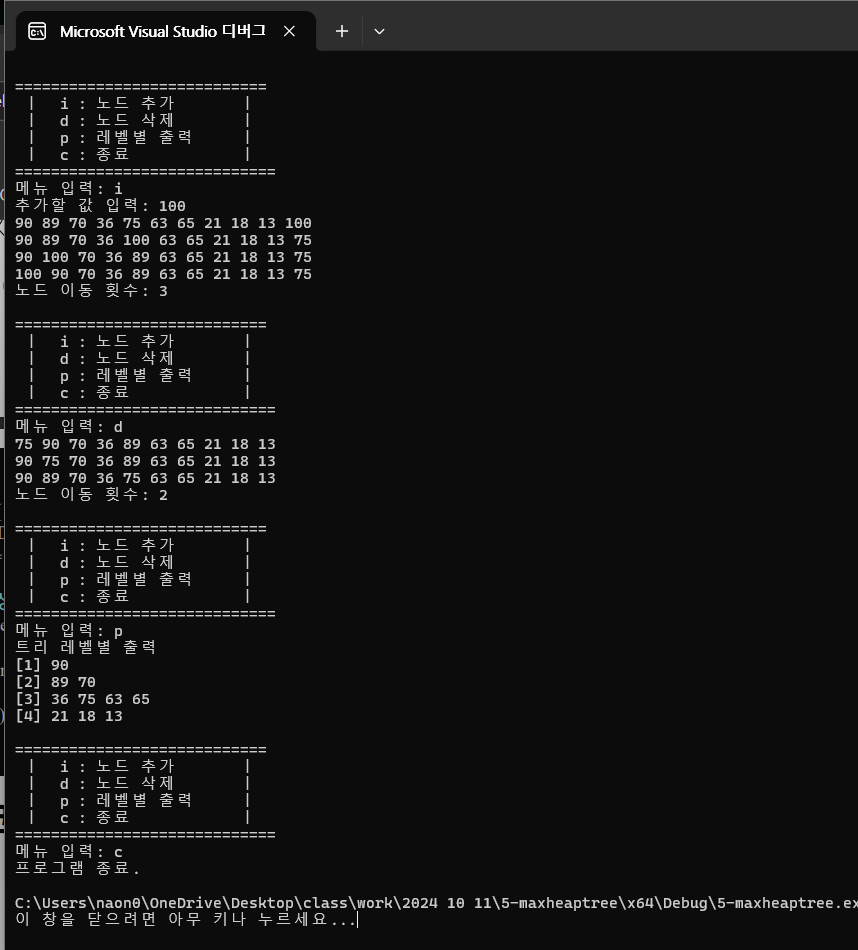 Microsoft Visual Studio 디버그
============================
|   i : 노드 추가        |
|   d : 노드 삭제        |
|   p : 레벨별 출력      |
|   c : 종료             |
=============================
메뉴 입력: i
추가할 값 입력: 100
90 89 70 36 75 63 65 21 18 13 100
90 89 70 36 100 63 65 21 18 13 75
90 100 70 36 89 63 65 21 18 13 75
100 90 70 36 89 63 65 21 18 13 75
노드 이동 횟수: 3
============================
|   i : 노드 추가        |
|   d : 노드 삭제        |
|   p : 레벨별 출력      |
|   c : 종료             |
=============================
메뉴 입력: d
75 90 70 36 89 63 65 21 18 13
90 75 70 36 89 63 65 21 18 13
90 89 70 36 75 63 65 21 18 13
노드 이동 횟수: 2
============================
|   i : 노드 추가        |
|   d : 노드 삭제        |
|   p : 레벨별 출력      |
|   c : 종료             |
=============================
메뉴 입력: p
트리 레벨별 출력
[1] 90
[2] 89 70
[3] 36 75 63 65
[4] 21 18 13
============================
|   i : 노드 추가        |
|   d : 노드 삭제        |
|   p : 레벨별 출력      |
|   c : 종료             |
=============================
메뉴 입력: c
프로그램 종료.
C:\Users\naon0\OneDrive\Desktop\class\work\2024 10 11\5-maxheaptree\x64\Debug\5-maxheaptree.ex
이 창을 닫으려면 아무 키나 누르세요...